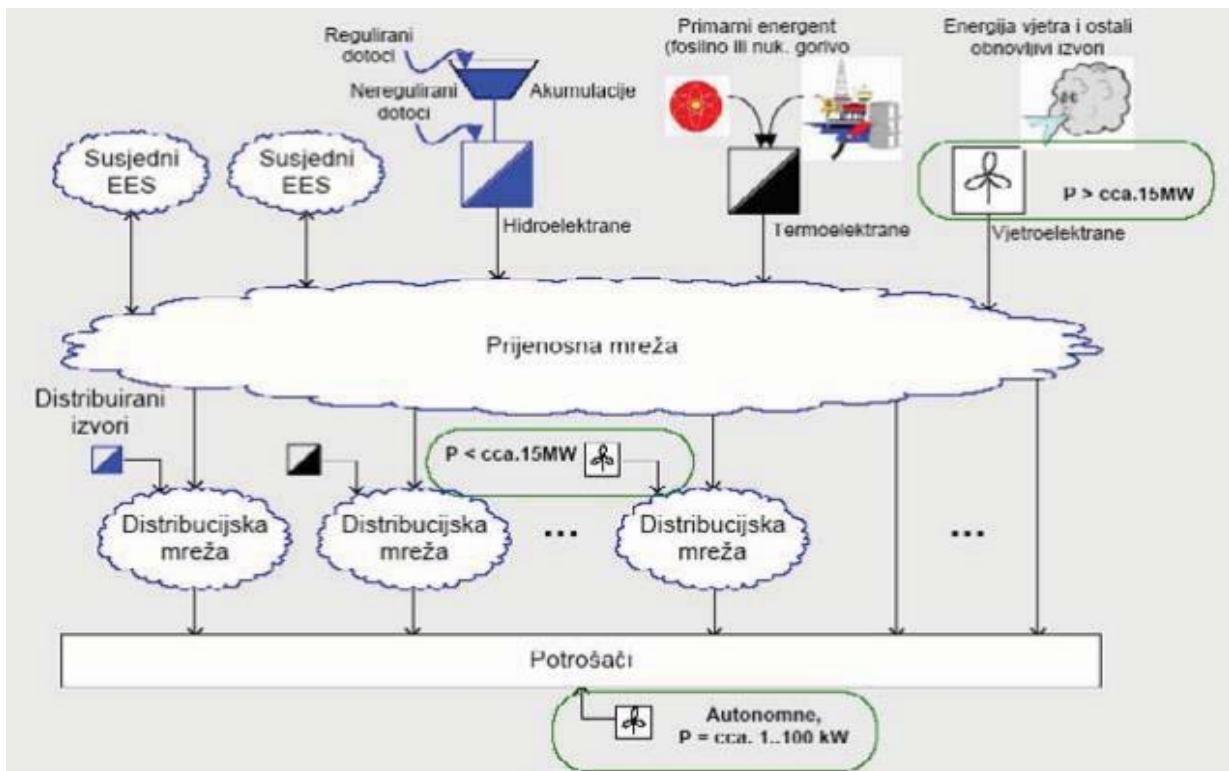 Regulirani
dotoci
Neregulirani
dotoci
Akumulacije
Primarni energent
(fosilno ili nuk. gorivo
Energija vjetra i ostali
obnovljivi izvori
Susjedni
EES
Susjedni
EES
P > cca.15MW
Hidroelektrane
Termoelektrane
Vjetroelektrane
Prijenosna mreža
Distribuirani
izvori
P < cca.15MW
Distribucijska
mreža
Distribucijska
mreža
...
Distribucijska
mreža
...
Potrošači
Autonomne,
P = cca. 1..100 kW